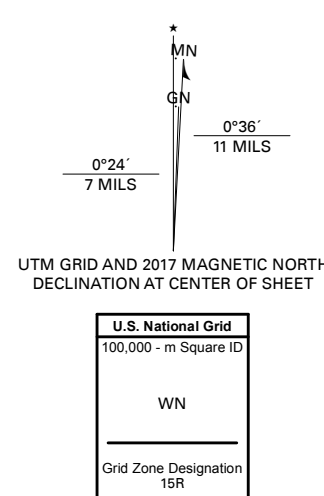 ★
MN
GN
0°36´
11 MILS
0°24´
7 MILS
UTM GRID AND 2017 MAGNETIC NORTH
DECLINATION AT CENTER OF SHEET
U.S. National Grid
100,000 - m Square ID
WN
Grid Zone Designation
15R